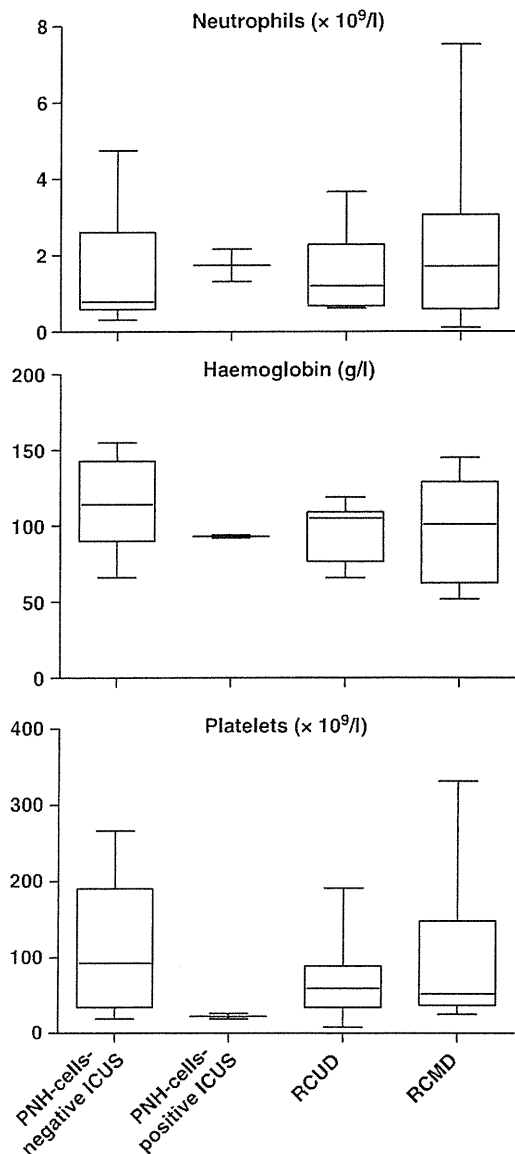 Neutrophils (× 10⁹/l)
8
6
4
2
0
Haemoglobin (g/l)
200
150
100
50
0
Platelets (× 10⁹/l)
400
300
200
100
0
PNH-cells-
negative ICUS
PNH-cells-
positive ICUS
RCUD
RCMD